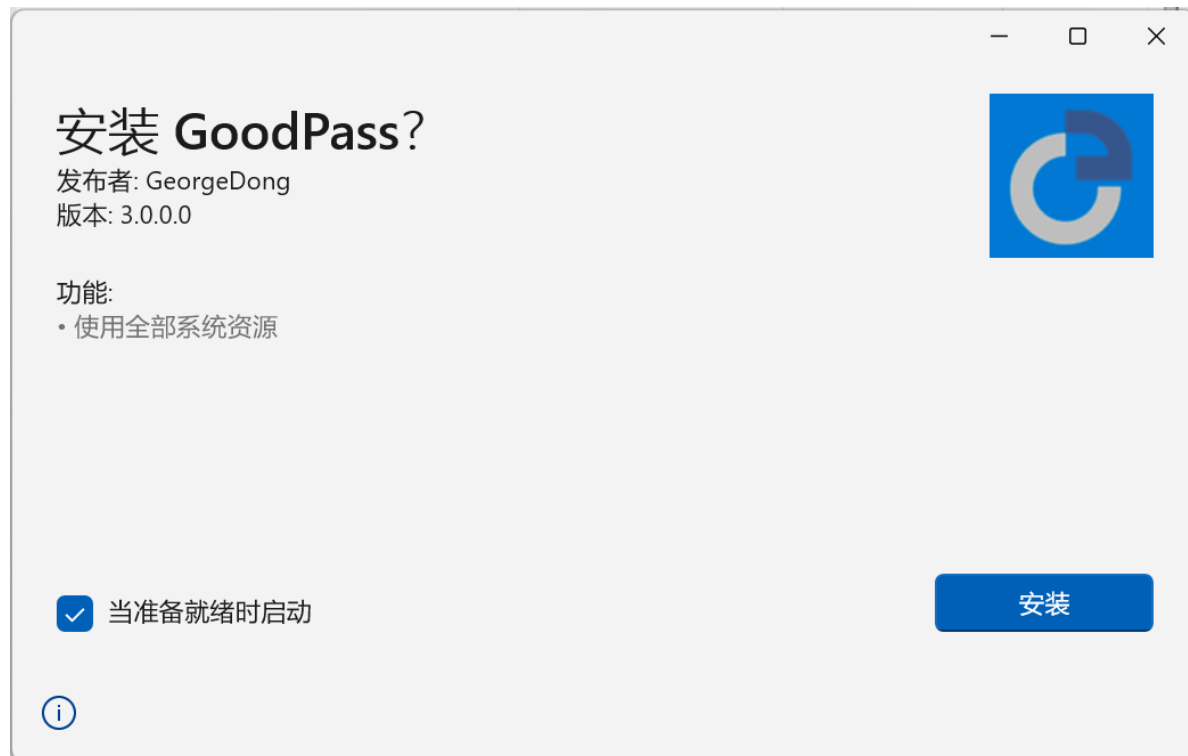 安装 GoodPass?
发布者: GeorgeDong
版本: 3.0.0.0
功能:
• 使用全部系统资源
当准备就绪时启动
安装